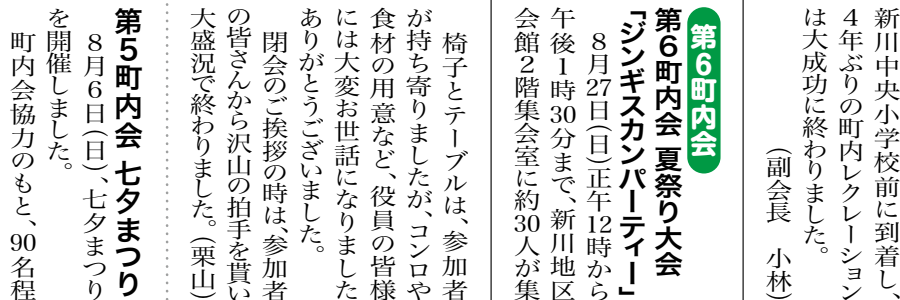 新川中央小学校前に到着し、
４年ぶりの町内レクレーション
は大成功に終わりました。
（副会長　小林）
第６町内会
第６町内会 夏祭り大会
「ジンギスカンパーティー」
８月27日（日）正午12時から
午後１時30分まで、新川地区
会館２階集会室に約30人が集
椅子とテーブルは、参加者
が持ち寄りましたが、コンロや
食材の用意など、役員の皆様
には大変お世話になりました
ありがとうございました。
閉会のご挨拶の時は、参加者
の皆さんから沢山の拍手を貰い
大盛況で終わりました。（栗山）
第５町内会 七夕まつり
８月６日（日）、七夕まつり
を開催しました。
町内会協力のもと、90名程